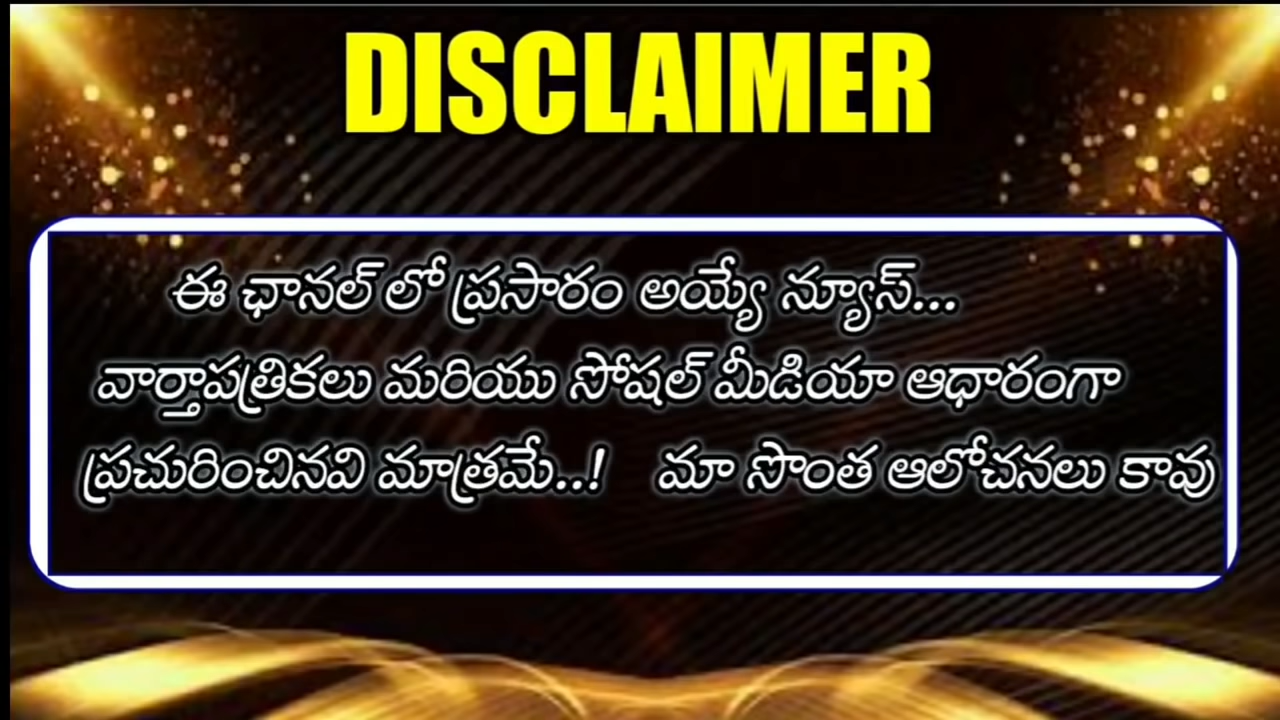 DISCLAIMER
ఈ ఛానల్ లో ప్రసారం అయ్యే న్యూస్...
వార్తాపత్రికలు మరియు సోషల్ మీడియా ఆధారంగా
ప్రచురించినవి మాత్రమే..! మా సొంత ఆలోచనలు కావు